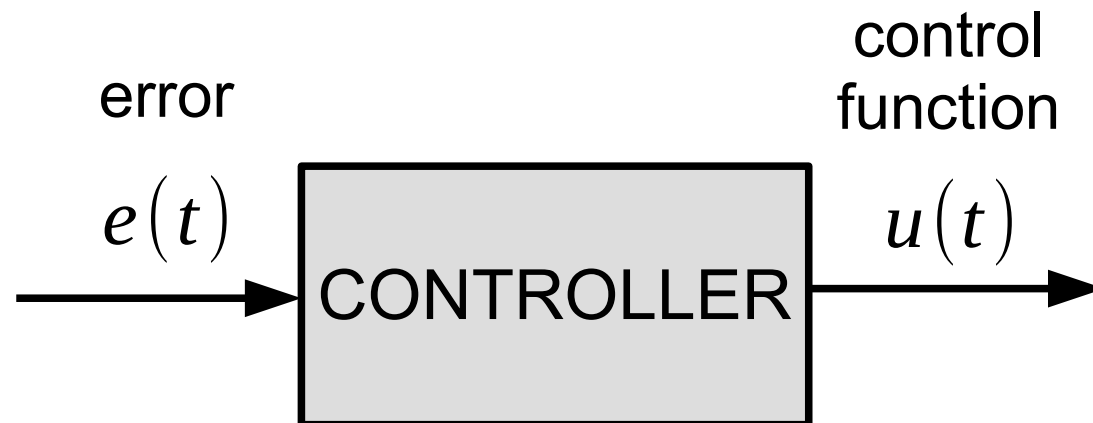 error
e(t)
CONTROLLER
control
function
u(t)